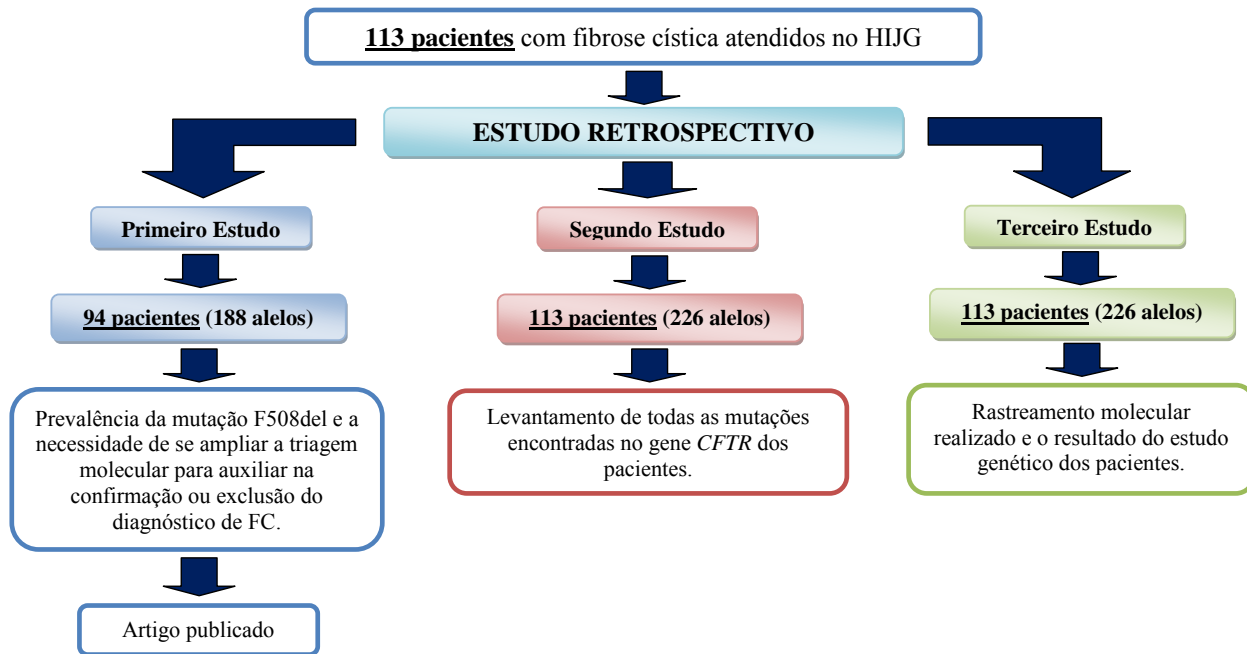 113 pacientes com fibrose cística atendidos no HIJG
ESTUDO RETROSPECTIVO
Primeiro Estudo
94 pacientes (188 alelos)
Prevalência da mutação F508del e a
necessidade de se ampliar a triagem
molecular para auxiliar na
confirmação ou exclusão do
diagnóstico de FC.
Artigo publicado
Segundo Estudo
113 pacientes (226 alelos)
Levantamento de todas as mutações
encontradas no gene CFTR dos
pacientes.
Terceiro Estudo
113 pacientes (226 alelos)
Rastreamento molecular
realizado e o resultado do estudo
genético dos pacientes.